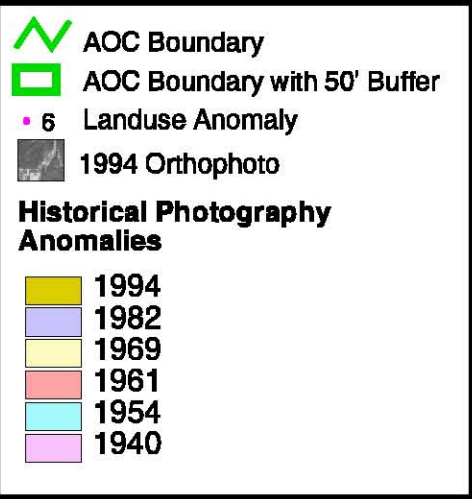 AOC Boundary
AOC Boundary with 50' Buffer
6 Landuse Anomaly
1994 Orthophoto
Historical Photography
Anomalies
1994
1982
1969
1961
1954
1940